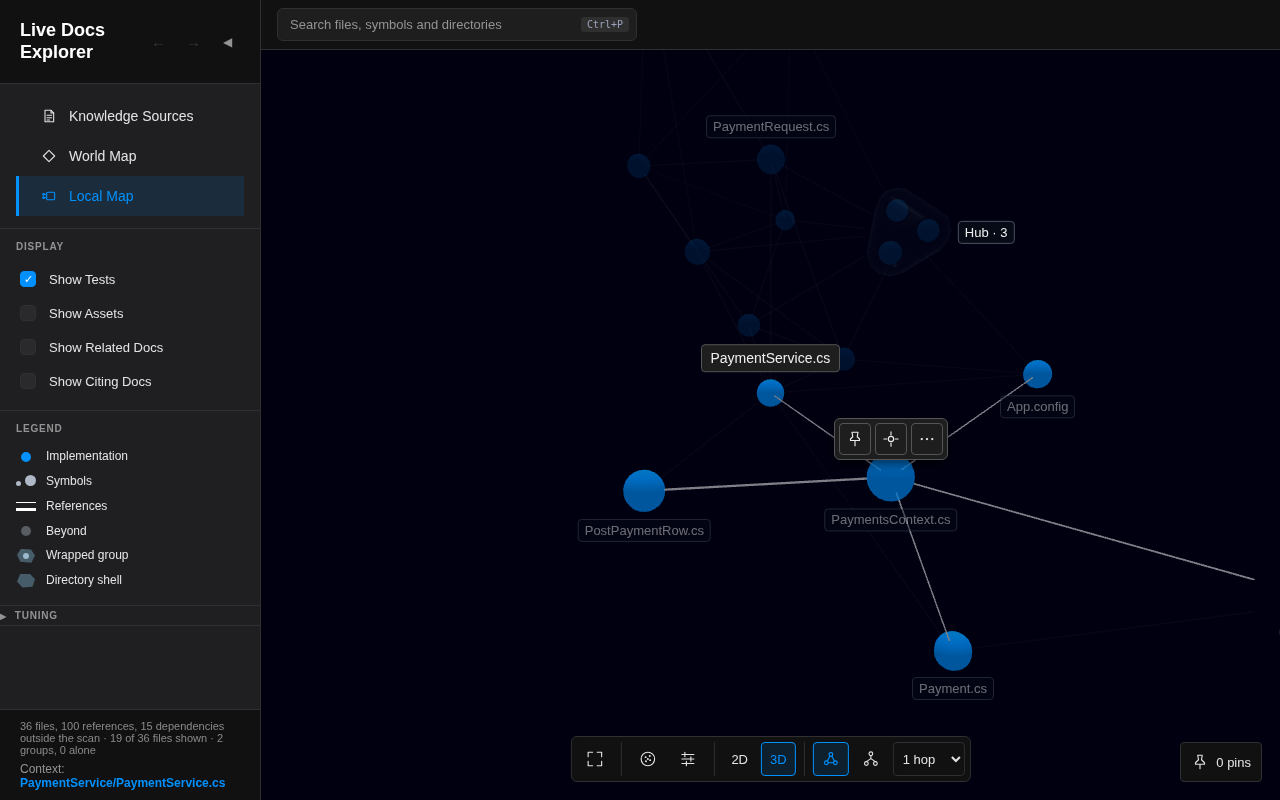 Live Docs
Explorer
Search files, symbols and directories
Ctrl+P
Knowledge Sources
World Map
Local Map
DISPLAY
Show Tests
Show Assets
Show Related Docs
Show Citing Docs
LEGEND
Implementation
Symbols
References
Beyond
Wrapped group
Directory shell
TUNING
36 files, 100 references, 15 dependencies
outside the scan · 19 of 36 files shown · 2
groups, 0 alone
Context:
PaymentService/PaymentService.cs
PaymentRequest.cs
Hub · 3
PaymentService.cs
App.config
PostPaymentRow.cs
PaymentsContext.cs
Payment.cs
2D
3D
1 hop
0 pins